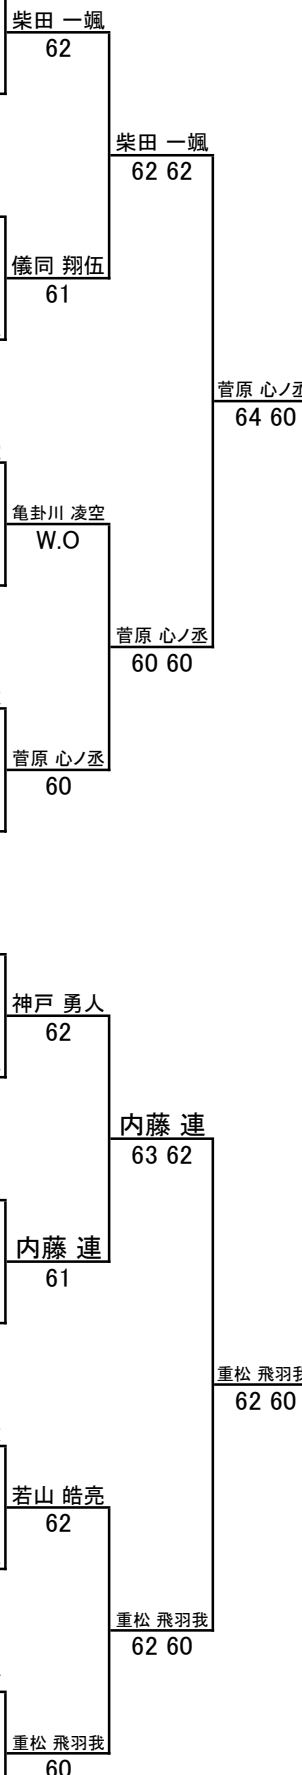 柴田 一颯
62
柴田 一颯
62 62
儀同 翔伍
61
菅原 心ノ丞
64 60
亀卦川 凌空
W.O
菅原 心ノ丞
60 60
菅原 心ノ丞
60
神戸 勇人
62
内藤 連
63 62
内藤 連
61
重松 飛羽我
62 60
若山 皓亮
62
重松 飛羽我
62 60
重松 飛羽我
60